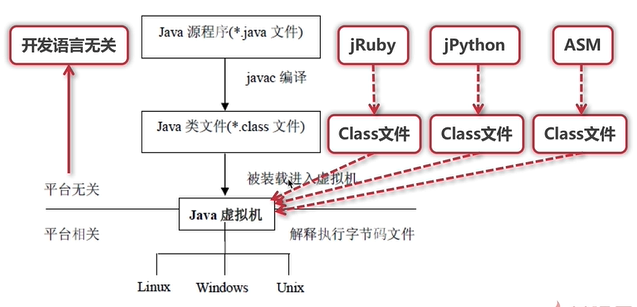 开发语言无关
Java 源程序(*.java 文件)
jRuby
jPython
ASM
javac 编译
Java 类文件(*.class 文件)
Class文件
Class文件
Class文件
被装载进入虚拟机
平台无关
Java 虚拟机
平台相关
解释执行字节码文件
Linux
Windows
Unix